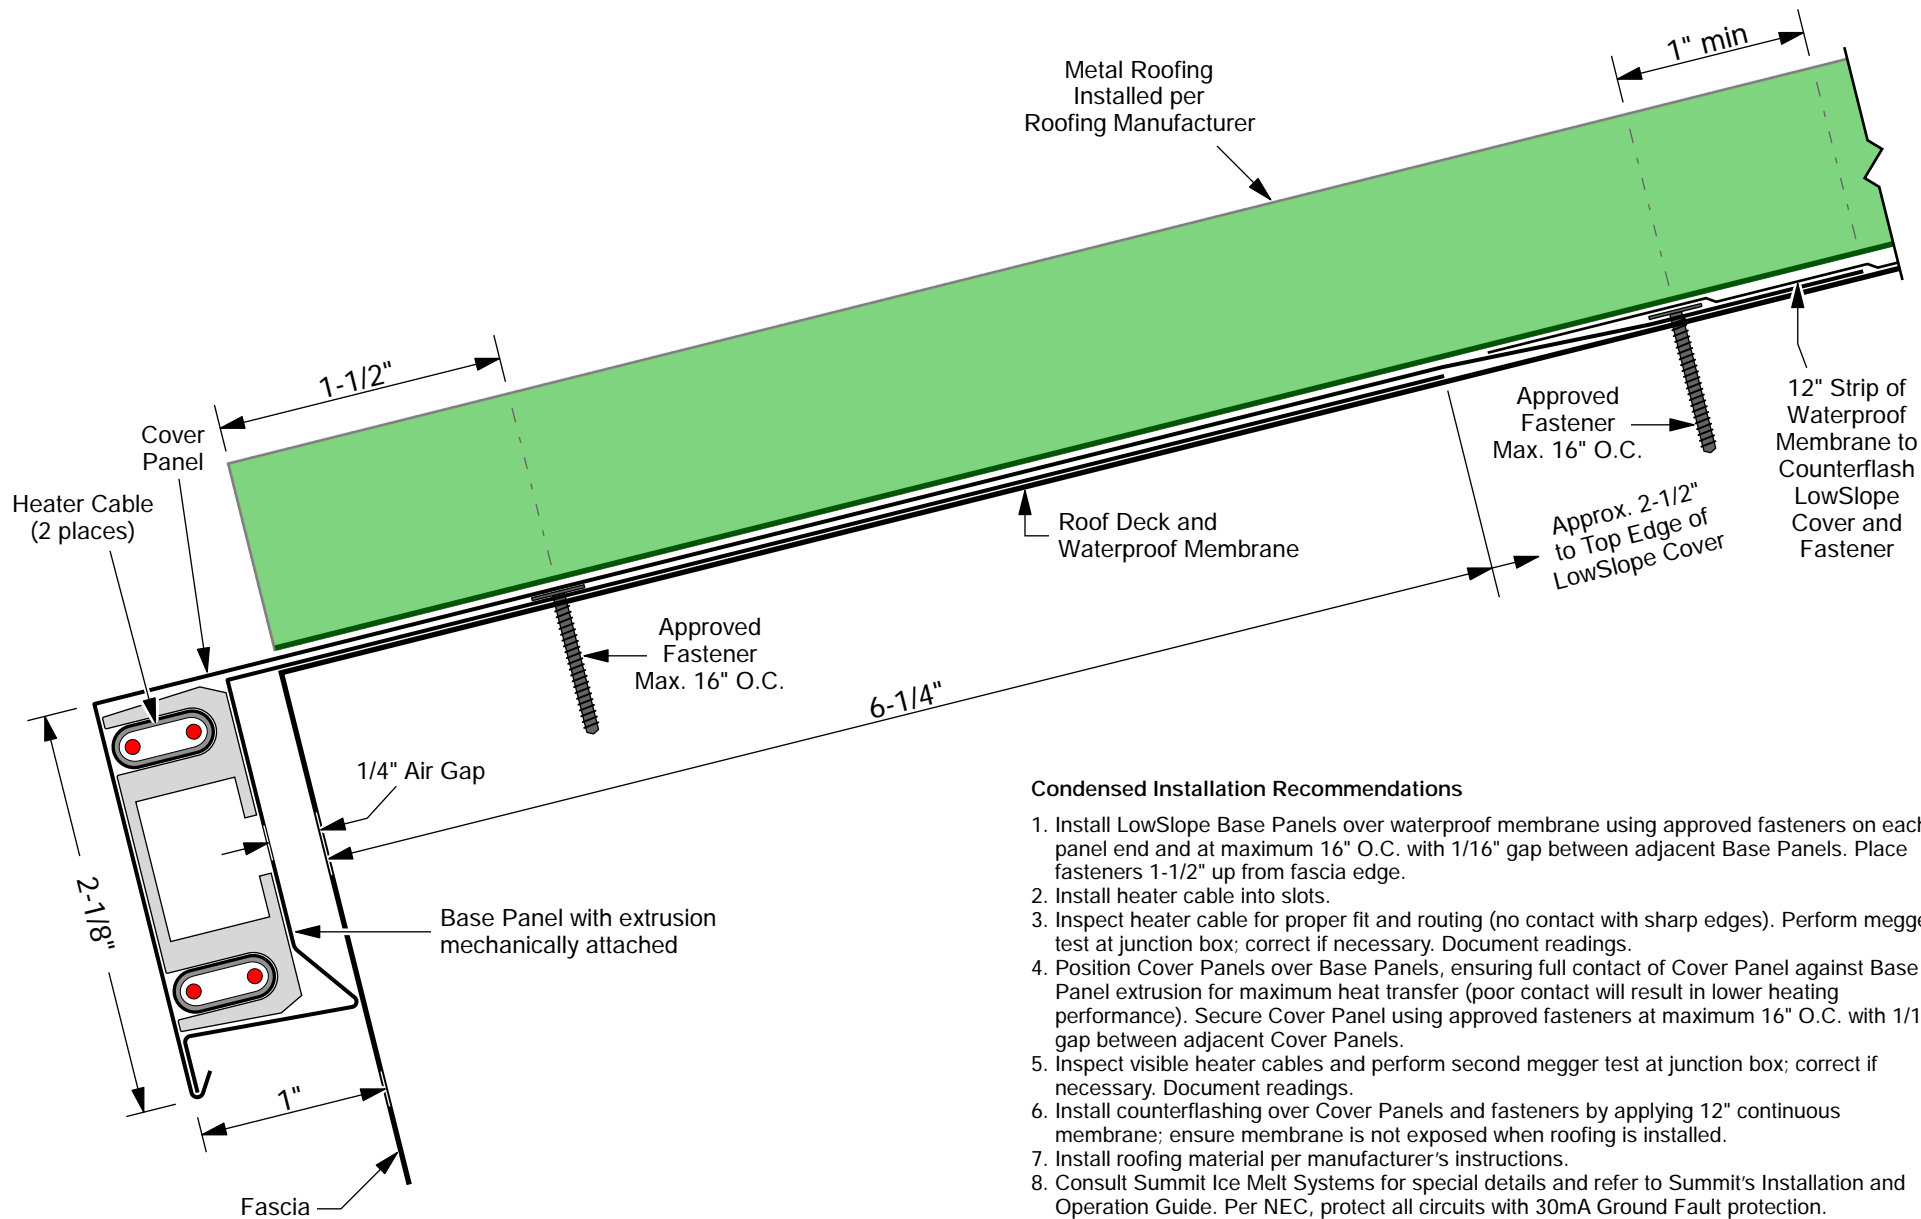 1" min
Metal Roofing
Installed per
Roofing Manufacturer
1-1/2"
Cover
Panel
Heater Cable
(2 places)
Approved
Fastener
Max. 16" O.C.
12" Strip of
Waterproof
Membrane to
Counterflash
LowSlope
Cover and
Fastener
Roof Deck and
Waterproof Membrane
Approx. 2-1/2"
to Top Edge of
LowSlope Cover
Approved
Fastener
Max. 16" O.C.
6-1/4"
1/4" Air Gap
2-1/8"
Base Panel with extrusion
mechanically attached
1"
Fascia
Condensed Installation Recommendations
1. Install LowSlope Base Panels over waterproof membrane using approved fasteners on each
panel end and at maximum 16" O.C. with 1/16" gap between adjacent Base Panels. Place
fasteners 1-1/2" up from fascia edge.
2. Install heater cable into slots.
3. Inspect heater cable for proper fit and routing (no contact with sharp edges). Perform megge
test at junction box; correct if necessary. Document readings.
4. Position Cover Panels over Base Panels, ensuring full contact of Cover Panel against Base
Panel extrusion for maximum heat transfer (poor contact will result in lower heating
performance). Secure Cover Panel using approved fasteners at maximum 16" O.C. with 1/1
gap between adjacent Cover Panels.
5. Inspect visible heater cables and perform second megger test at junction box; correct if
necessary. Document readings.
6. Install counterflashing over Cover Panels and fasteners by applying 12" continuous
membrane; ensure membrane is not exposed when roofing is installed.
7. Install roofing material per manufacturer's instructions.
8. Consult Summit Ice Melt Systems for special details and refer to Summit's Installation and
Operation Guide. Per NEC, protect all circuits with 30mA Ground Fault protection.